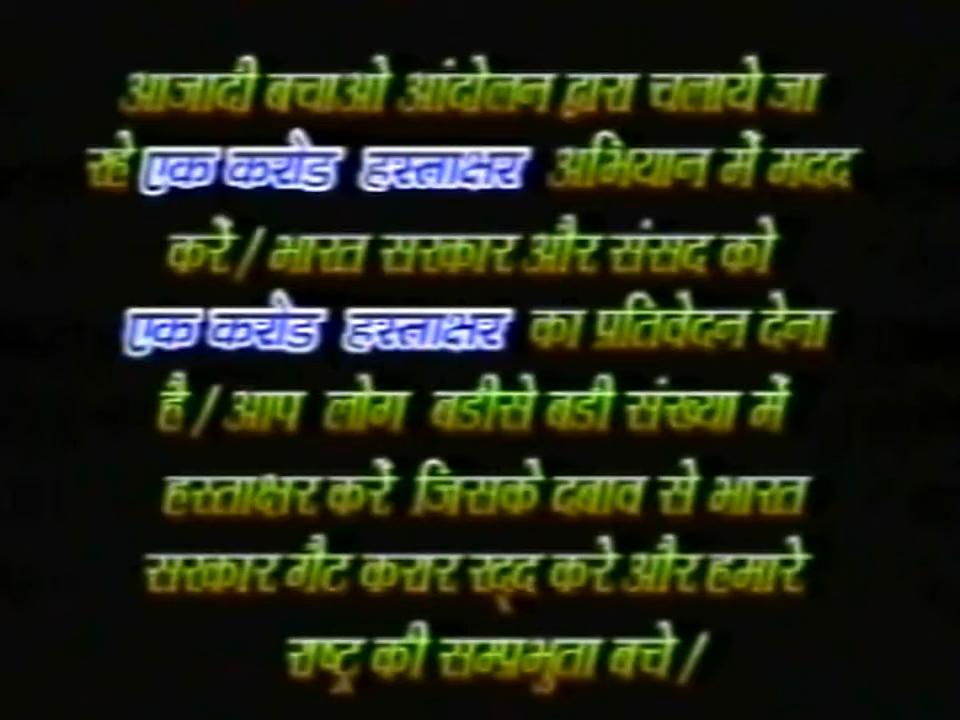 आजादी बचाओ आंदोलन द्वारा चलाये जा
रहे एक करोड हस्ताक्षर अभियान में मदद
करें / भारत सरकार और संसद को
एक करोड हस्ताक्षर का प्रतिवेदन देना
है / आप लोग बडीसे बडी संख्या में
हस्ताक्षर करें जिसके दबाव से भारत
सरकार गैट करार रद्द करे और हमारे
राष्ट्र की सम्प्रभुता बचे /